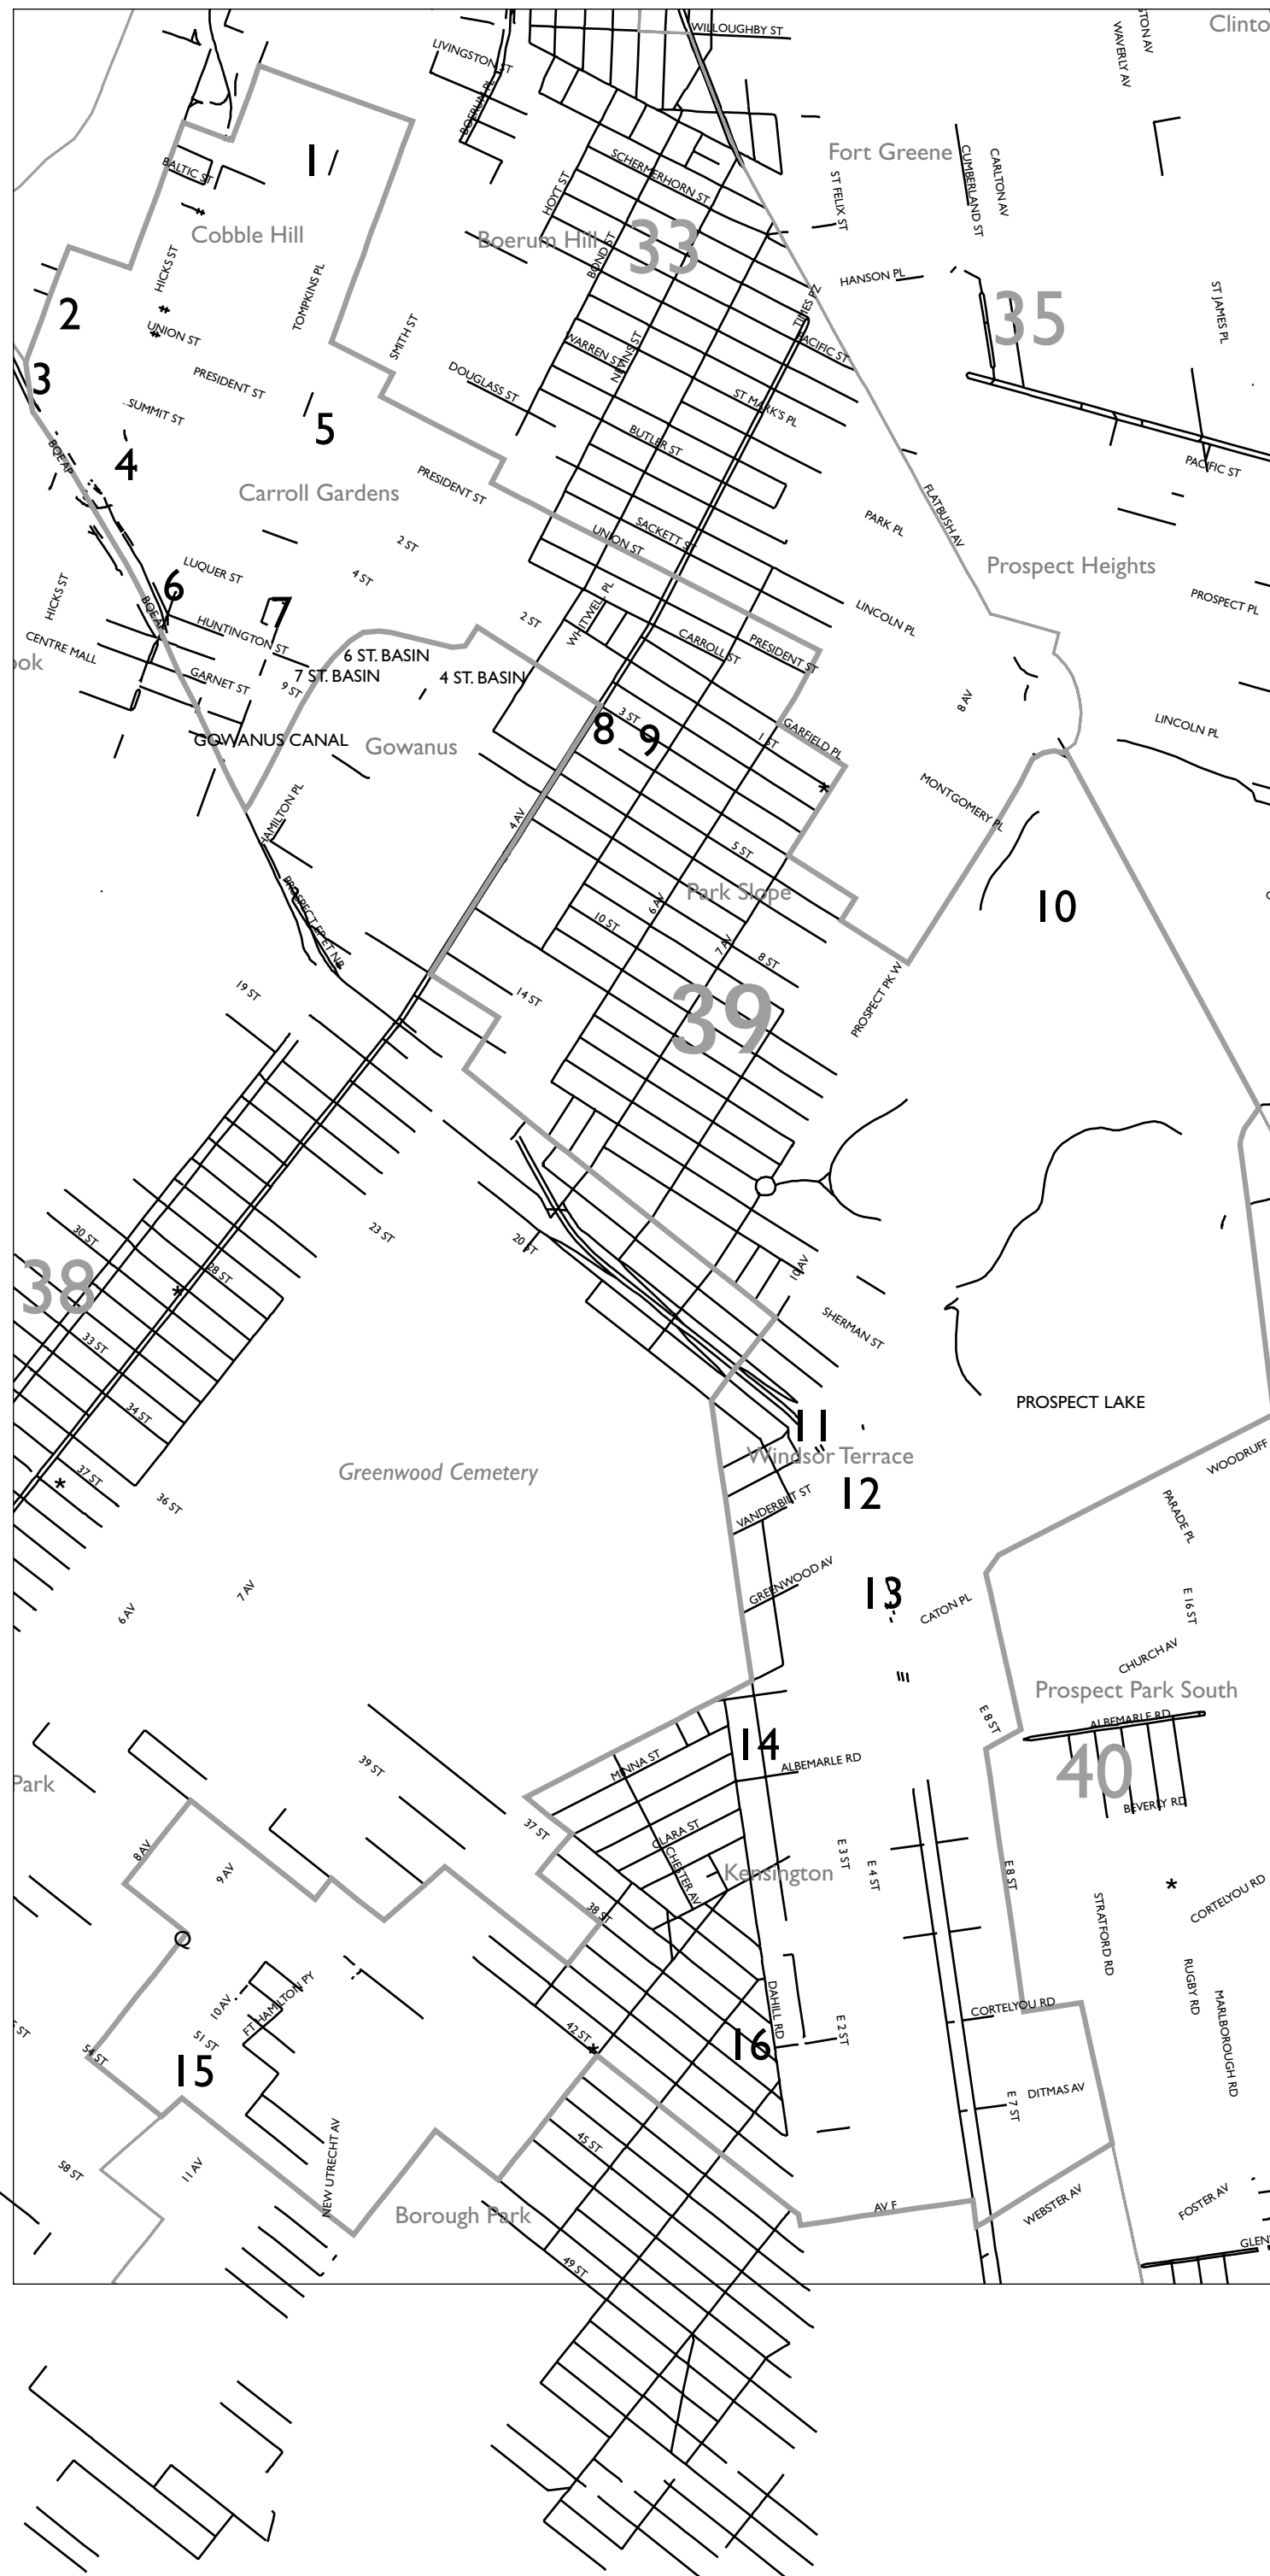 WILLOUGHBY ST
WAVERLY AV
Clinto
LIVINGSTON ST
BOERUM PL
Fort Greene
1
BALTIC ST
SCHERMERHORN ST
HOYT ST
ST FELIX ST
CUMBERLAND ST
CARLTON AV
Cobble Hill
Boerum Hill
33
BOND ST
HICKS ST
TOMPKINS PL
HANSON PL
35
ST JAMES PL
2
UNION ST
SMITH ST
TIMES PZ
PACIFIC ST
WARREN ST
NEVINS ST
3
PRESIDENT ST
DOUGLASS ST
ST MARK'S PL
SUMMIT ST
5
BUTLER ST
BQE AP
4
PACIFIC ST
Carroll Gardens
PRESIDENT ST
FLATBUSH AV
PARK PL
SACKETT ST
UNION ST
2 ST
Prospect Heights
LUQUER ST
4 ST
6
7
HICKS ST
BQE AP
WHITWELL PL
PROSPECT PL
LINCOLN PL
2 ST
HUNTINGTON ST
CENTRE MALL
CARROLL ST
PRESIDENT ST
ook
6 ST. BASIN
7 ST. BASIN
4 ST. BASIN
GARNET ST
9 ST
8 AV
3 ST
LINCOLN PL
GOWANUS CANAL
Gowanus
8
9
1 ST
GARFIELD PL
*
HAMILTON PL
4 AV
MONTGOMERY PL
5 ST
Park Slope
6 AV
10
PROSPECT EP ET NB
10 ST
7 AV
8 ST
19 ST
14 ST
39
PROSPECT PK W
30 ST
23 ST
20 ST
10 AV
38
28 ST
*
SHERMAN ST
33 ST
34 ST
PROSPECT LAKE
11
Windsor Terrace
WOODRUFF
Greenwood Cemetery
37 ST
*
36 ST
12
VANDERBILT ST
PARADE PL
7 AV
6 AV
GREENWOOD AV
13
CATON PL
E 16 ST
CHURCH AV
Prospect Park South
E 8 ST
ALBEMARLE RD
14
MINNA ST
ALBEMARLE RD
40
39 ST
Park
BEVERLY RD
37 ST
CLARA ST
8 AV
9 AV
CHESTER AV
Kensington
E 3 ST
E 4 ST
E 8 ST
*
CORTELYOU RD
38 ST
STRATFORD RD
10 AV
FT HAMILTON PY
RUGBY RD
MARLBOROUGH RD
CORTELYOU RD
DAHILL RD
E 2 ST
42 ST
*
51 ST
54 ST
15
16
DITMAS AV
E 7 ST
45 ST
58 ST
11 AV
NEW UTRECHT AV
AV F
WEBSTER AV
FOSTER AV
Borough Park
GLEN
49 ST